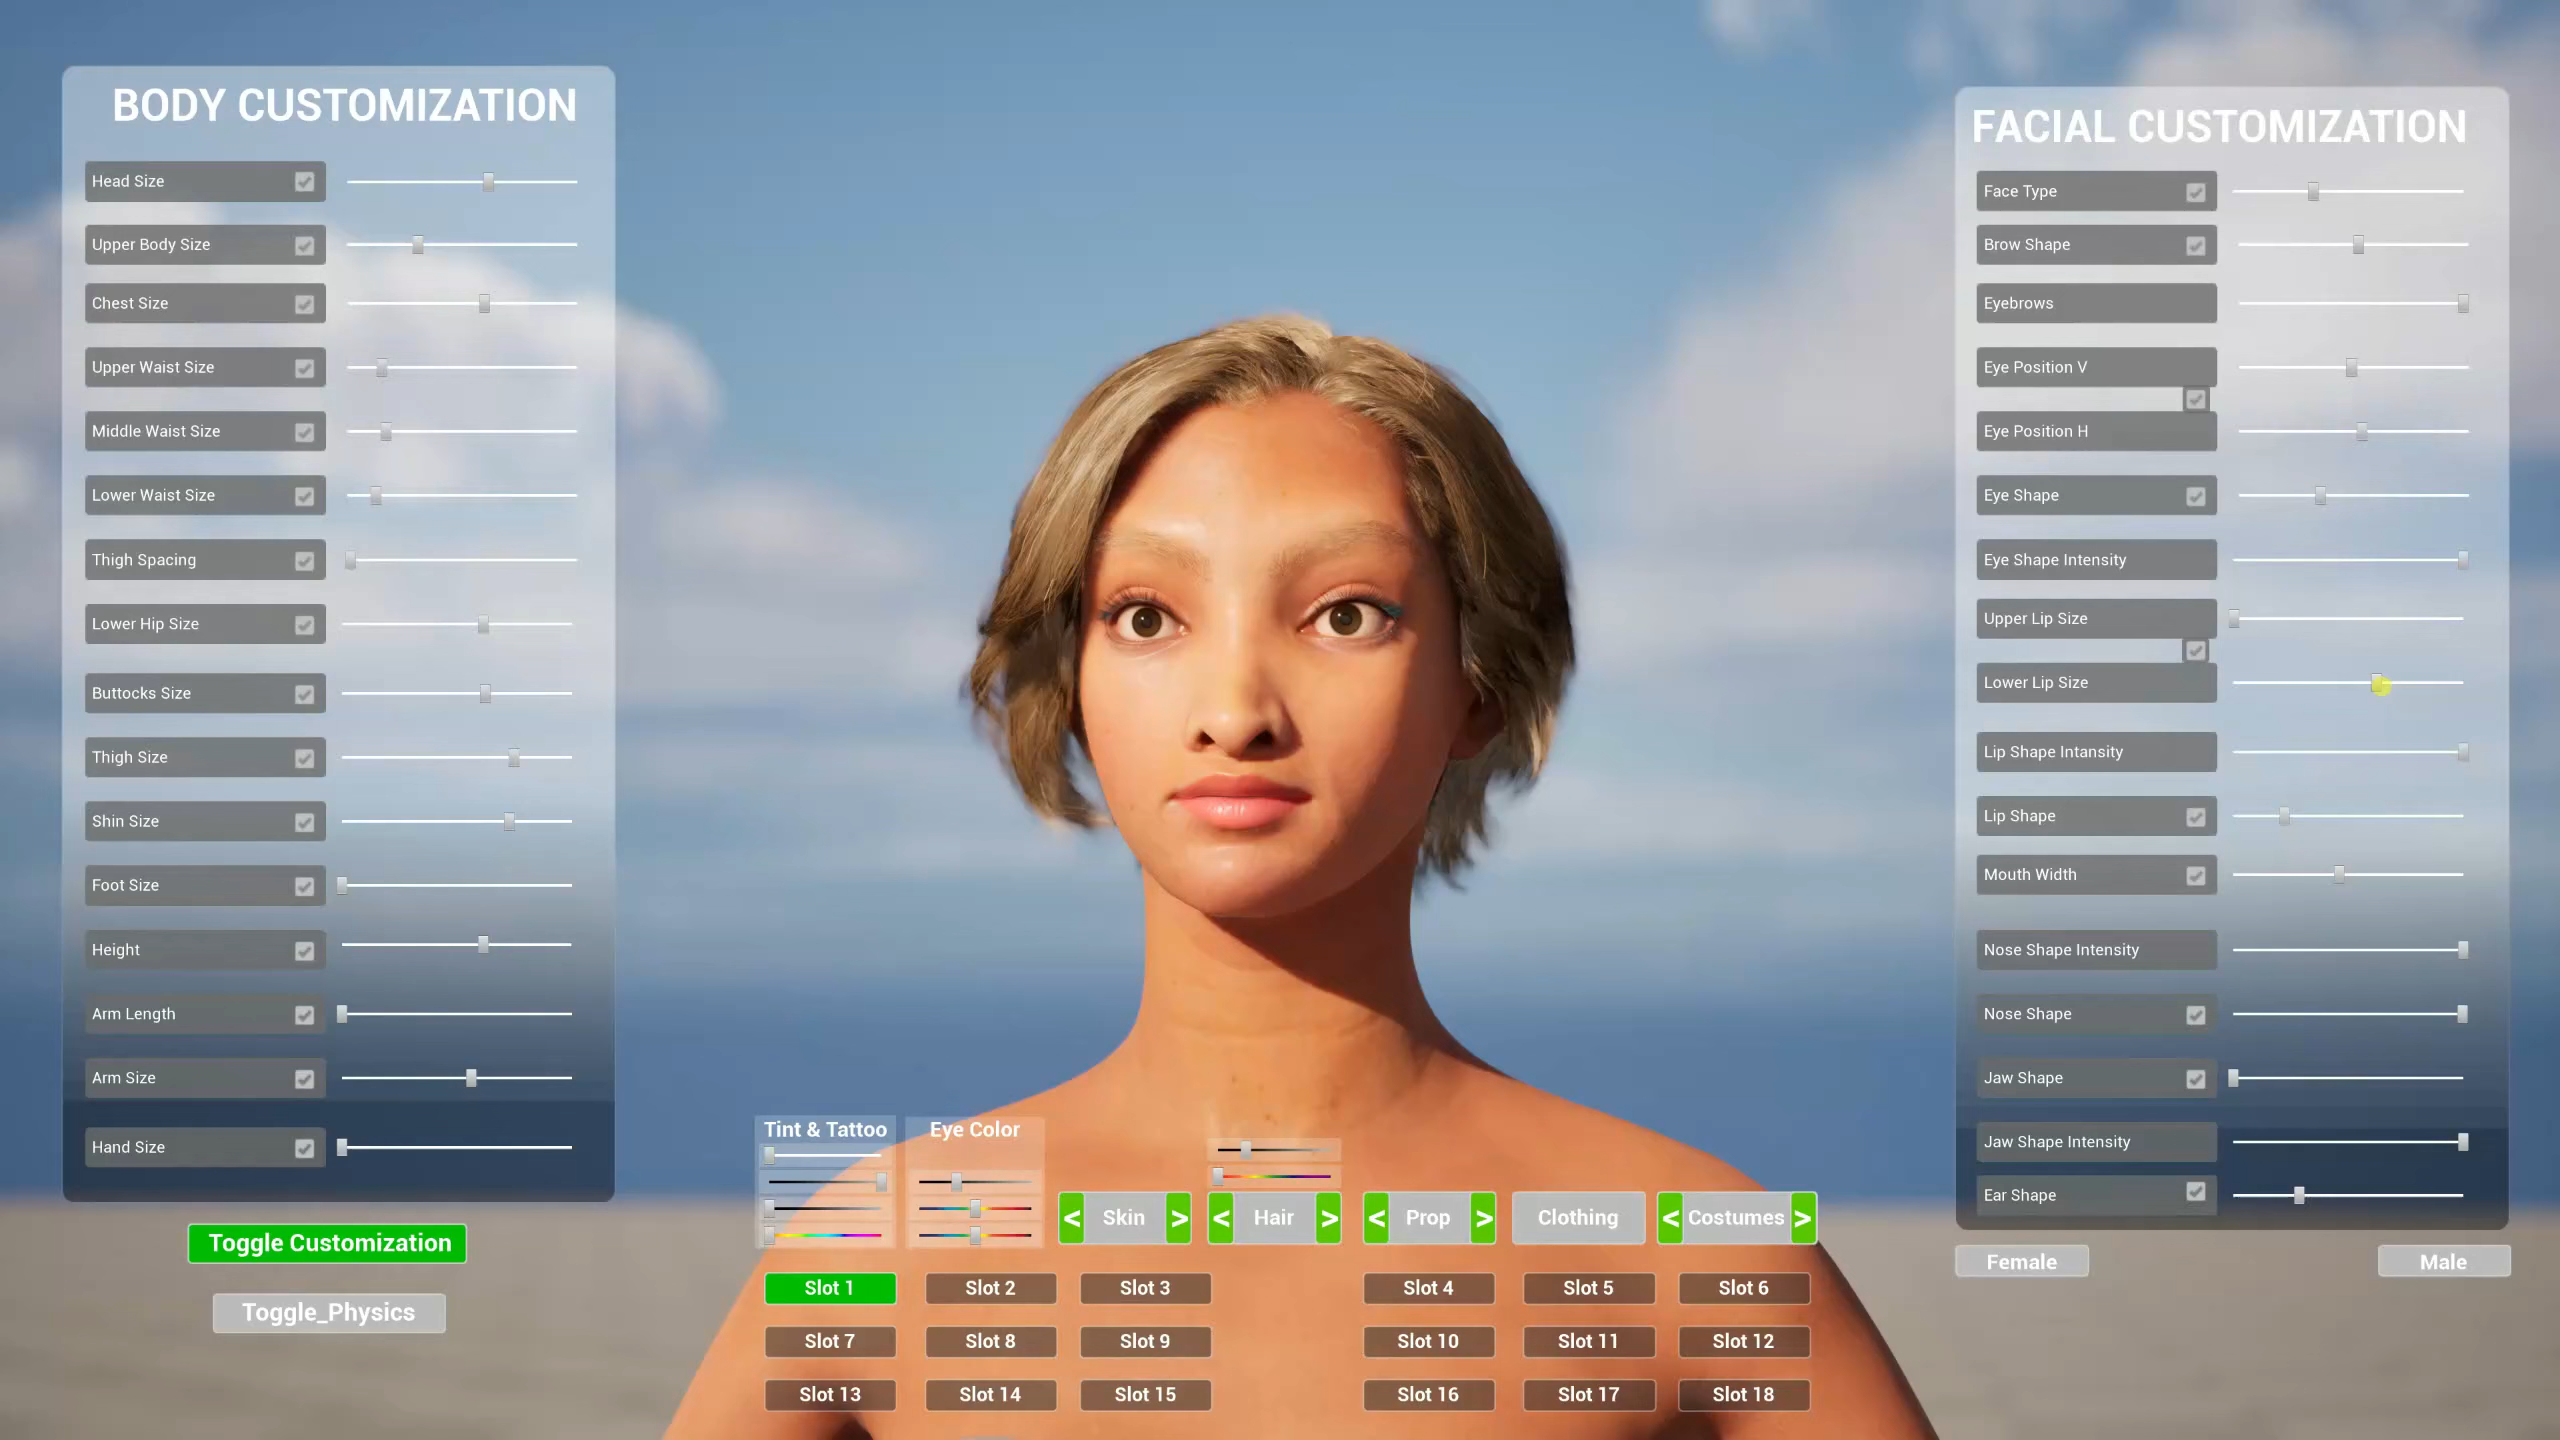 BODY CUSTOMIZATION
Head Size
Upper Body Size
Chest Size
Upper Waist Size
Middle Waist Size
Lower Waist Size
Thigh Spacing
Lower Hip Size
Buttocks Size
Thigh Size
Shin Size
Foot Size
Height
Arm Length
Arm Size
Hand Size
Toggle Customization
Toggle_Physics
Tint & Tattoo
Eye Color
< Skin >
< Hair >
< Prop >
Clothing
< Costumes >
Slot 1
Slot 2
Slot 3
Slot 4
Slot 5
Slot 6
Slot 7
Slot 8
Slot 9
Slot 10
Slot 11
Slot 12
Slot 13
Slot 14
Slot 15
Slot 16
Slot 17
Slot 18
FACIAL CUSTOMIZATION
Face Type
Brow Shape
Eyebrows
Eye Position V
Eye Position H
Eye Shape
Eye Shape Intensity
Upper Lip Size
Lower Lip Size
Lip Shape Intansity
Lip Shape
Mouth Width
Nose Shape Intensity
Nose Shape
Jaw Shape
Jaw Shape Intensity
Ear Shape
Female
Male